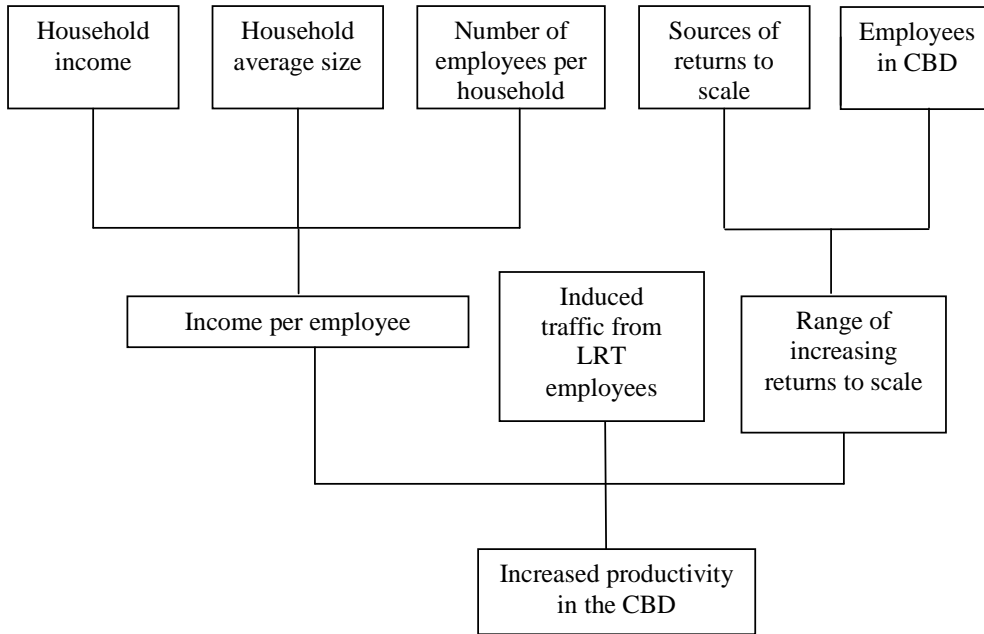 Household
income
Household
average size
Number of
employees per
household
Sources of
returns to
scale
Employees
in CBD
Income per employee
Induced
traffic from
LRT
employees
Range of
increasing
returns to scale
Increased productivity
in the CBD